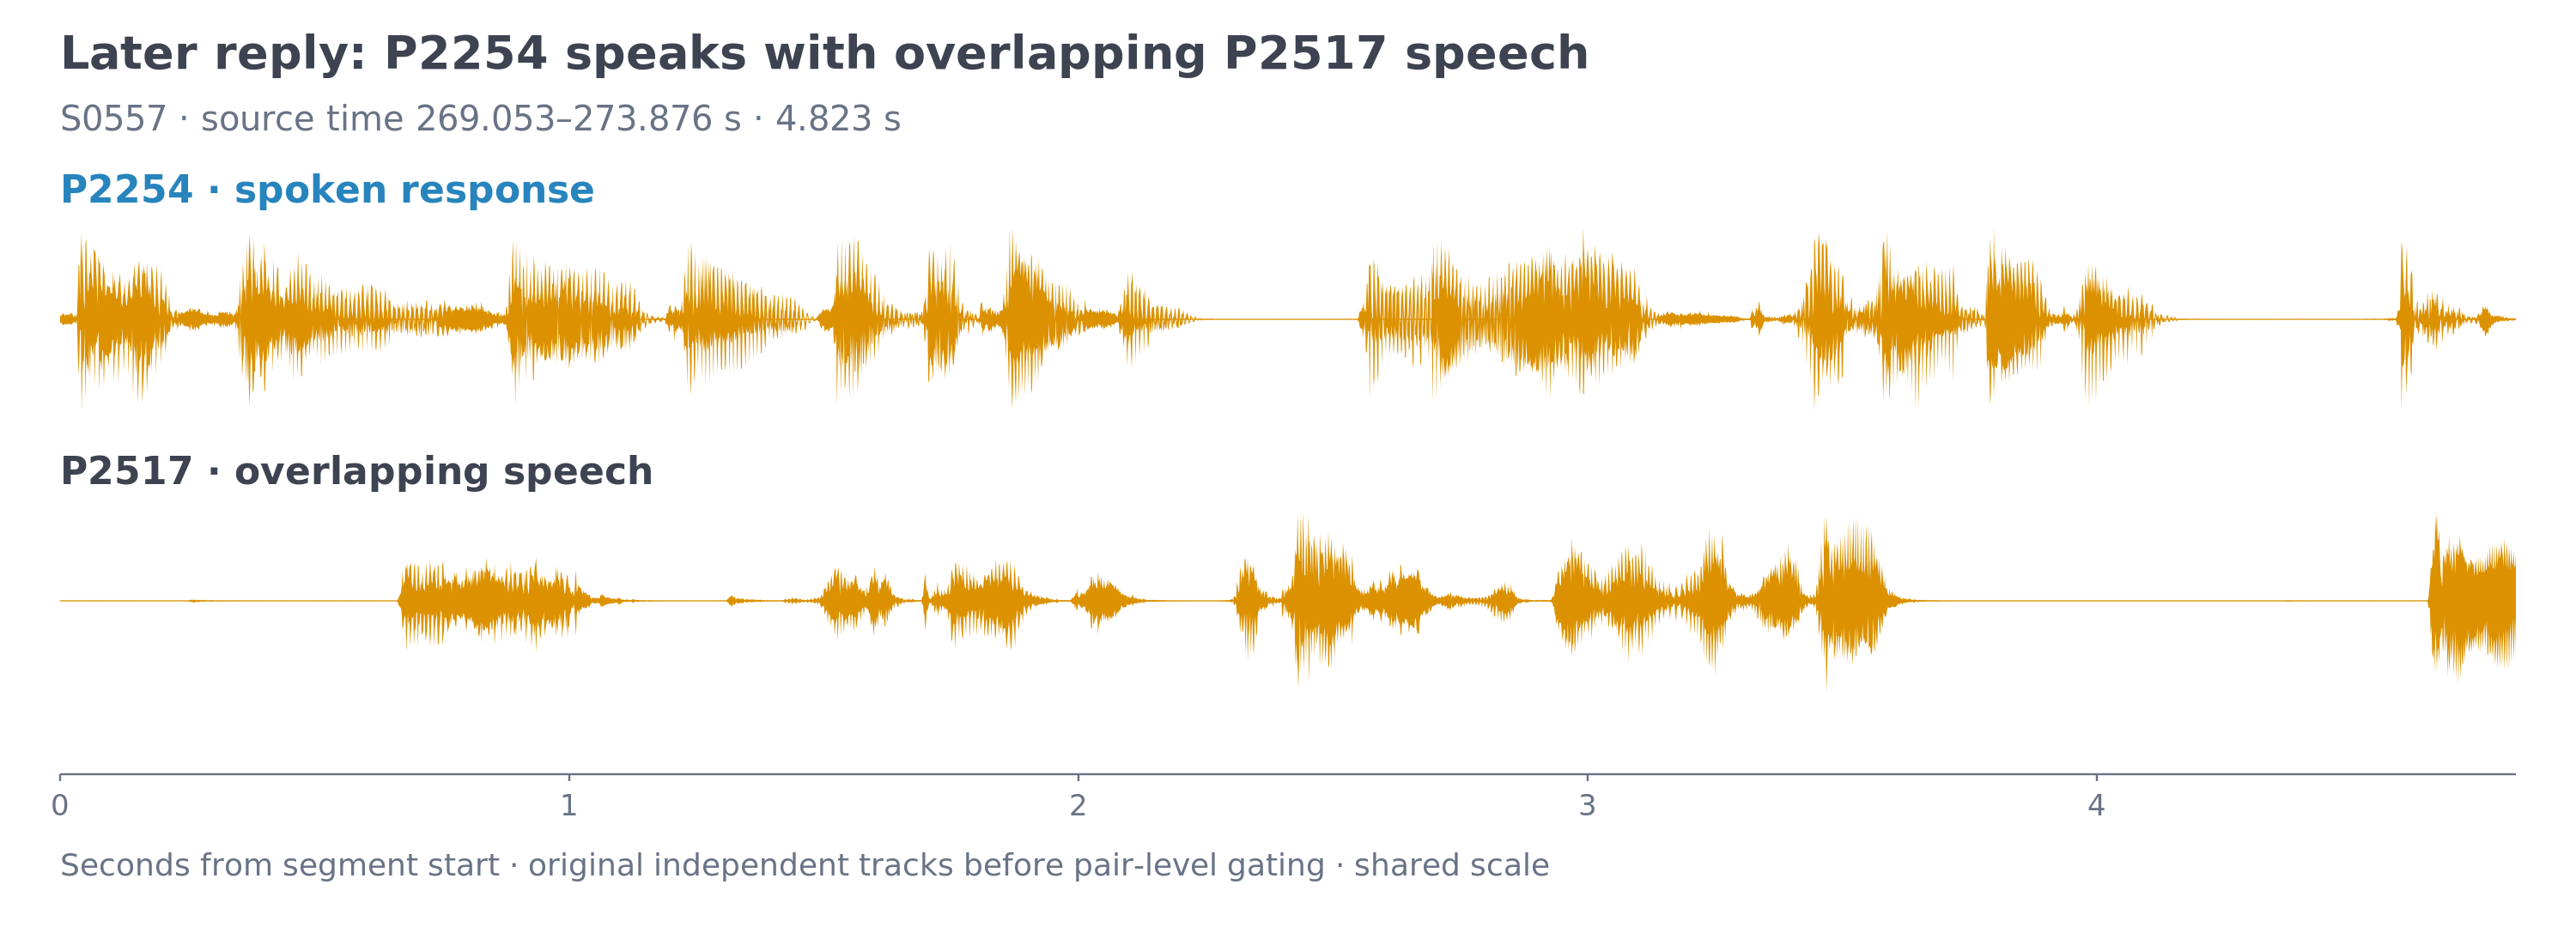 Later reply: P2254 speaks with overlapping P2517 speech
S0557 · source time 269.053–273.876 s · 4.823 s
P2254 · spoken response
P2517 · overlapping speech
0 1 2 3 4
Seconds from segment start · original independent tracks before pair-level gating · shared scale